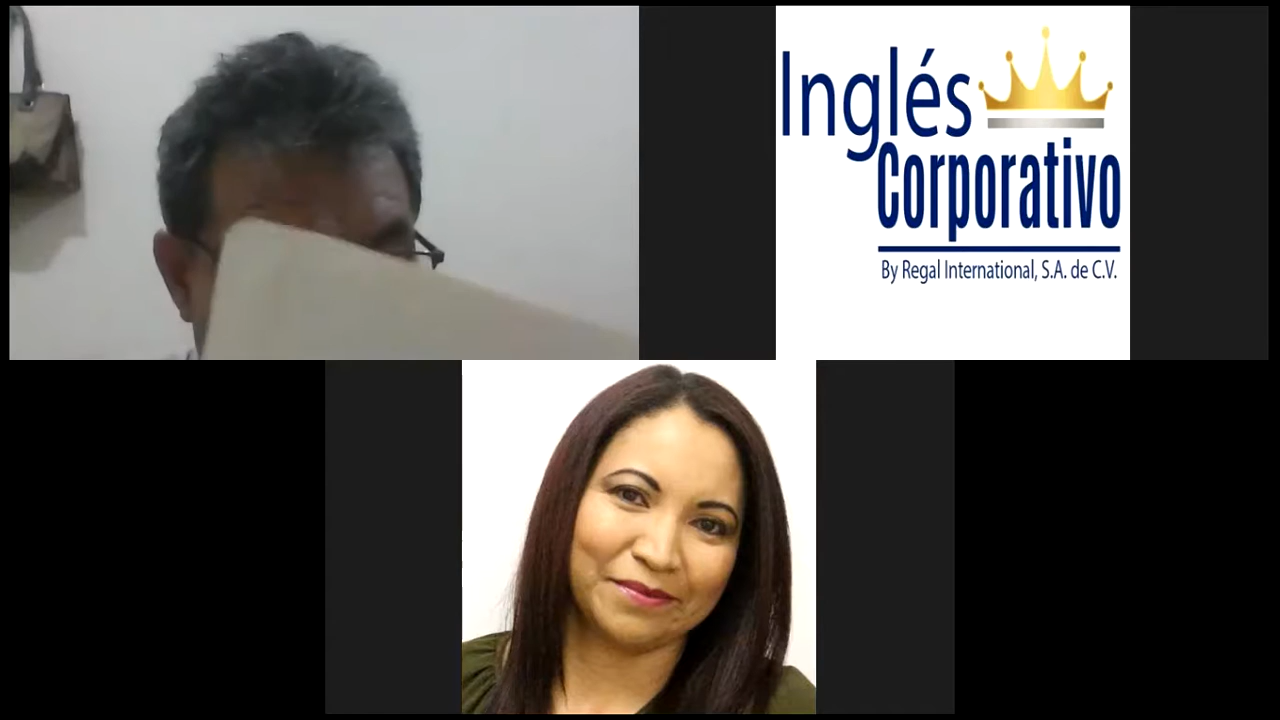 Inglés
Corporativo
By Regal International, S.A. de C.V.